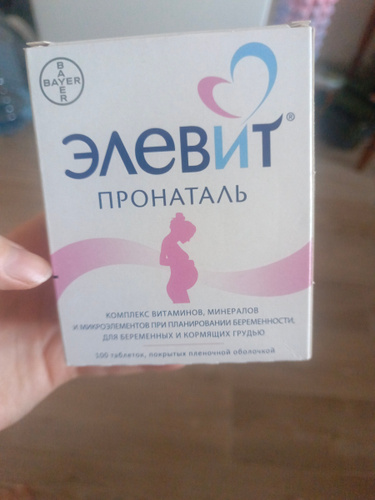 BAYER
BAYER
ЭЛЕВИТ®
ПРОНАТАЛЬ
КОМПЛЕКС ВИТАМИНОВ, МИНЕРАЛОВ
И МИКРОЭЛЕМЕНТОВ ПРИ ПЛАНИРОВАНИИ БЕРЕМЕННОСТИ,
ДЛЯ БЕРЕМЕННЫХ И КОРМЯЩИХ ГРУДЬЮ
100 таблеток, покрытых пленочной оболочкой